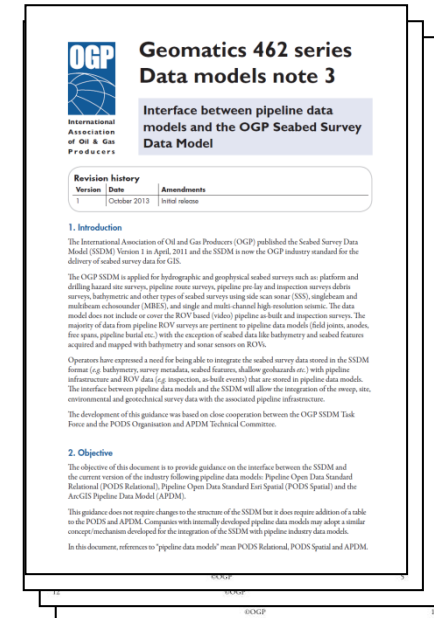 OGP
International
Association
of Oil & Gas
Producers
Geomatics 462 series
Data models note 3
Interface between pipeline data
models and the OGP Seabed Survey
Data Model
Revision history
Version Date Amendments
1 October 2013 Initial release
1. Introduction
The International Association of Oil and Gas Producers (OGP) published the Seabed Survey Data
Model (SSDM) Version 1 in April, 2011 and the SSDM is now the OGP industry standard for the
delivery of seabed survey data for GIS.
The OGP SSDM is applied for hydrographic and geophysical seabed surveys such as: platform and
drilling hazard site surveys, pipeline route surveys, pipeline pre-lay and inspection surveys debris
surveys, bathymetric and other types of seabed surveys using side scan sonar (SSS), singlebeam and
multibeam echosounder (MBES), and single and multi-channel high resolution seismic. The data
model does not include or cover the ROV based (video) pipeline as-built and inspection surveys. The
majority of data from pipeline ROV surveys are pertinent to pipeline data models (field joints, anodes,
free spans, pipeline burial etc.) with the exception of seabed data like bathymetry and seabed features
acquired and mapped with bathymetry and sonar sensors on ROVs.
Operators have expressed a need for being able to integrate the seabed survey data stored in the SSDM
format (e.g. bathymetry, survey metadata, seabed features, shallow geohazards etc.) with pipeline
infrastructure and ROV data (e.g. inspection, as-built events) that are stored in pipeline data models.
The interface between pipeline data models and the SSDM will allow the integration of the sweep, site,
environmental and geotechnical survey data with the associated pipeline infrastructure.
The development of this guidance was based on close cooperation between the OGP SSDM Task
Force and the PODS Organisation and APDM Technical Committee.
2. Objective
The objective of this document is to provide guidance on the interface between the SSDM and
the current version of the industry following pipeline data models: Pipeline Open Data Standard
Relational (PODS Relational), Pipeline Open Data Standard Esri Spatial (PODS Spatial) and the
ArcGIS Pipeline Data Model (APDM).
This guidance does not require changes to the structure of the SSDM but it does require addition of a table
to the PODS and APDM. Companies with internally developed pipeline data models may adopt a similar
concept/mechanism developed for the integration of the SSDM with pipeline industry data models.
In this document, references to "pipeline data models" mean PODS Relational, PODS Spatial and APDM.
©OGP